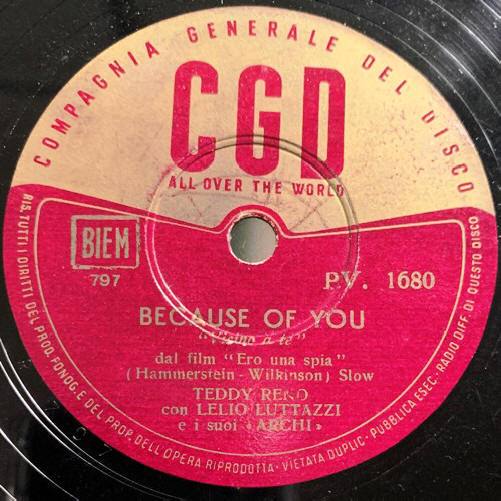 COMPAGNIA GENERALE DEL DISCO
CGD
ALL OVER THE WORLD
BIEM
797
PV. 1680
BECAUSE OF YOU
"Vicino a te"
dal film "Ero una spia"
(Hammerstein - Wilkinson) Slow
TEDDY RENO
con LELIO LUTTAZZI
e i suoi «ARCHI»
RIS. TUTTI I DIRITTI DEL PROD. FONOG. E DEL PROP. DELL'OPERA RIPRODOTTA · VIETATA DUPLIC. · PUBBLICA ESEC. RADIO DIFF. DI QUESTO DISCO